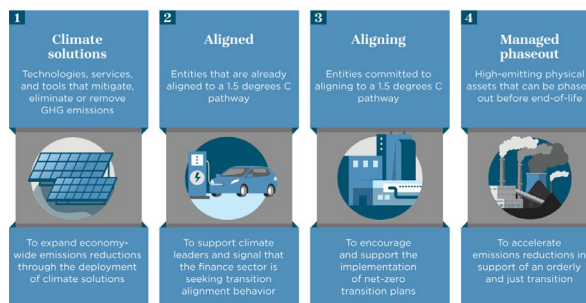 1
Climate
solutions
Technologies, services,
and tools that mitigate,
eliminate or remove
GHG emissions
To expand economy-
wide emissions reductions
through the deployment
of climate solutions
2
Aligned
Entities that are already
aligned to a 1.5 degrees C
pathway
To support climate
leaders and signal that
the finance sector is
seeking transition
alignment behavior
3
Aligning
Entities committed to
aligning to a 1.5 degrees C
pathway
To encourage
and support the
implementation
of net-zero
transition plans
4
Managed
phaseout
High-emitting physical
assets that can be phase
out before end-of-life
To accelerate
emissions reductions in
support of an orderly
and just transition